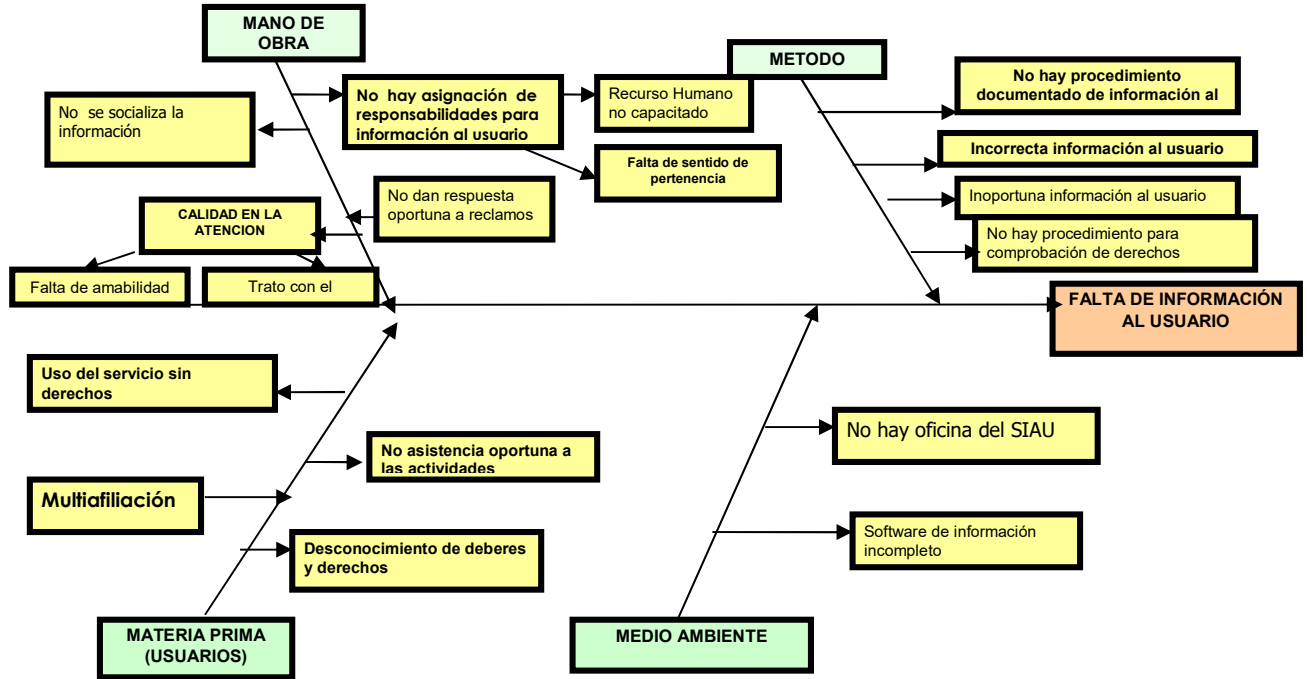 MANO DE
OBRA
METODO
No hay procedimiento
documentado de información al
No hay asignación de
responsabilidades para
información al usuario
Recurso Humano
no capacitado
No se socializa la
información
Incorrecta información al usuario
Falta de sentido de
pertenencia
No dan respuesta
oportuna a reclamos
Inoportuna información al usuario
CALIDAD EN LA
ATENCION
No hay procedimiento para
comprobación de derechos
Falta de amabilidad
Trato con el
FALTA DE INFORMACIÓN
AL USUARIO
Uso del servicio sin
derechos
No hay oficina del SIAU
No asistencia oportuna a
las actividades
Multiafiliación
Software de información
incompleto
Desconocimiento de deberes
y derechos
MATERIA PRIMA
(USUARIOS)
MEDIO AMBIENTE